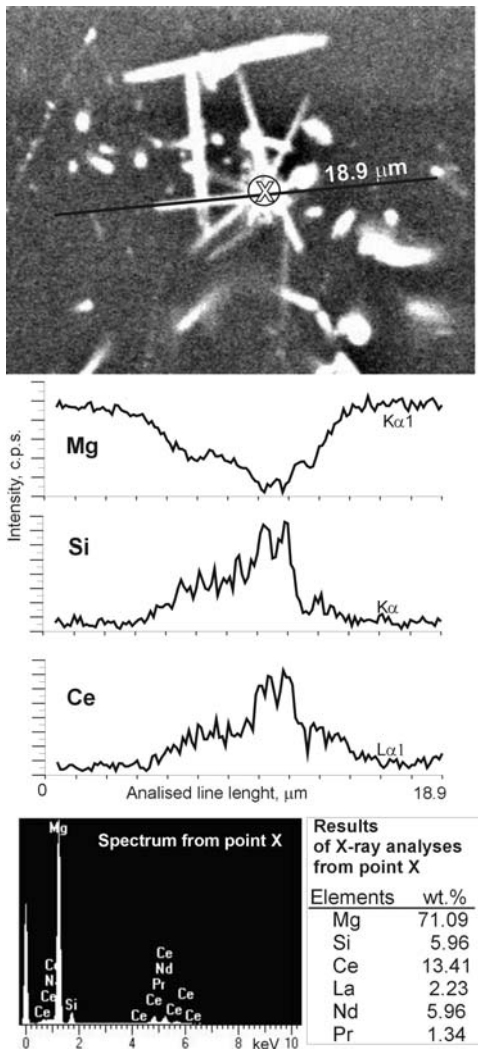 X
18.9 μm
Intensity, c.p.s.
Mg
Kα1
Si
Kα
Ce
Lα1
0
Analised line lenght, μm
18.9
Spectrum from point X
Mg
Ce
Ce
Nd
Pr
Ce
Ce
Ce
Ce
Si
Ce
Ce
Ce
0 2 4 6 8 10
keV
Results
of X-ray analyses
from point X
Elements wt.%
Mg 71.09
Si 5.96
Ce 13.41
La 2.23
Nd 5.96
Pr 1.34